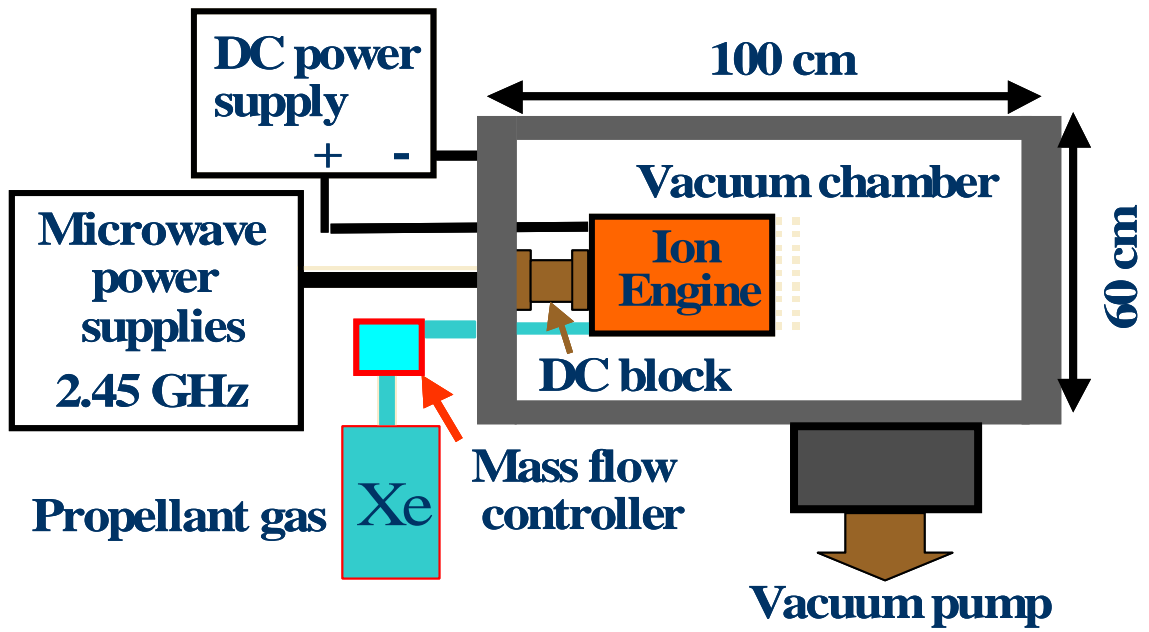 DC power
supply
+ -
100 cm
Vacuum chamber
60 cm
Microwave
power
supplies
2.45 GHz
Ion
Engine
DC block
Mass flow
controller
Propellant gas
Xe
Vacuum pump